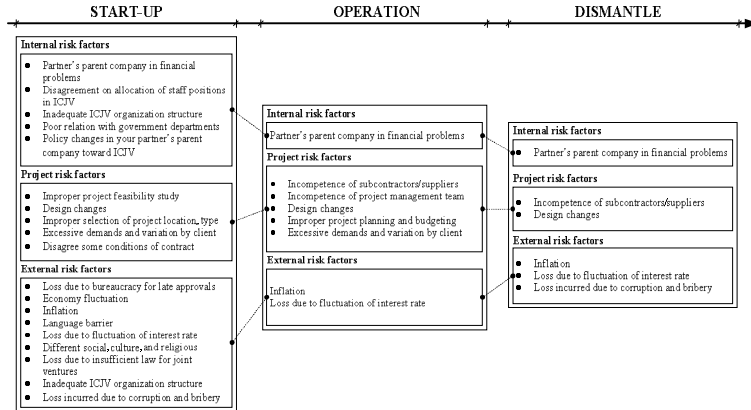 START-UP
OPERATION
DISMANTLE
Internal risk factors
Partner's parent company in financial
problems
Disagreement on allocation of staff positions
in ICJV
Inadequate ICJV organization structure
Poor relation with government departments
Policy changes in your partner's parent
company toward ICJV
Project risk factors
Improper project feasibility study
Design changes
Improper selection of project location, type
Excessive demands and variation by client
Disagree some conditions of contract
External risk factors
Loss due to bureaucracy for late approvals
Economy fluctuation
Inflation
Language barrier
Loss due to fluctuation of interest rate
Different social, culture, and religious
Loss due to insufficient law for joint
ventures
Inadequate ICJV organization structure
Loss incurred due to corruption and bribery
Internal risk factors
Partner's parent company in financial problems
Project risk factors
Incompetence of subcontractors/suppliers
Incompetence of project management team
Design changes
Improper project planning and budgeting
Excessive demands and variation by client
External risk factors
Inflation
Loss due to fluctuation of interest rate
Internal risk factors
Partner's parent company in financial problems
Project risk factors
Incompetence of subcontractors/suppliers
Design changes
External risk factors
Inflation
Loss due to fluctuation of interest rate
Loss incurred due to corruption and bribery